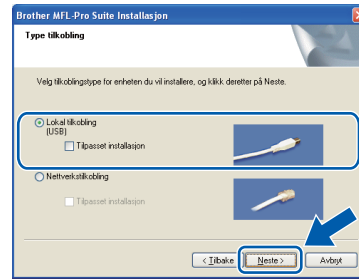 Brother MFL-Pro Suite Installasjon
Type tilkobling
Velg tilkoblingstype for enheten du vil installere, og klikk deretter på Neste.
Lokal tilkobling
(USB)
Tilpasset installasjon
Nettverkstilkobling
Tilpasset installasjon
< Tilbake Neste > Avbryt